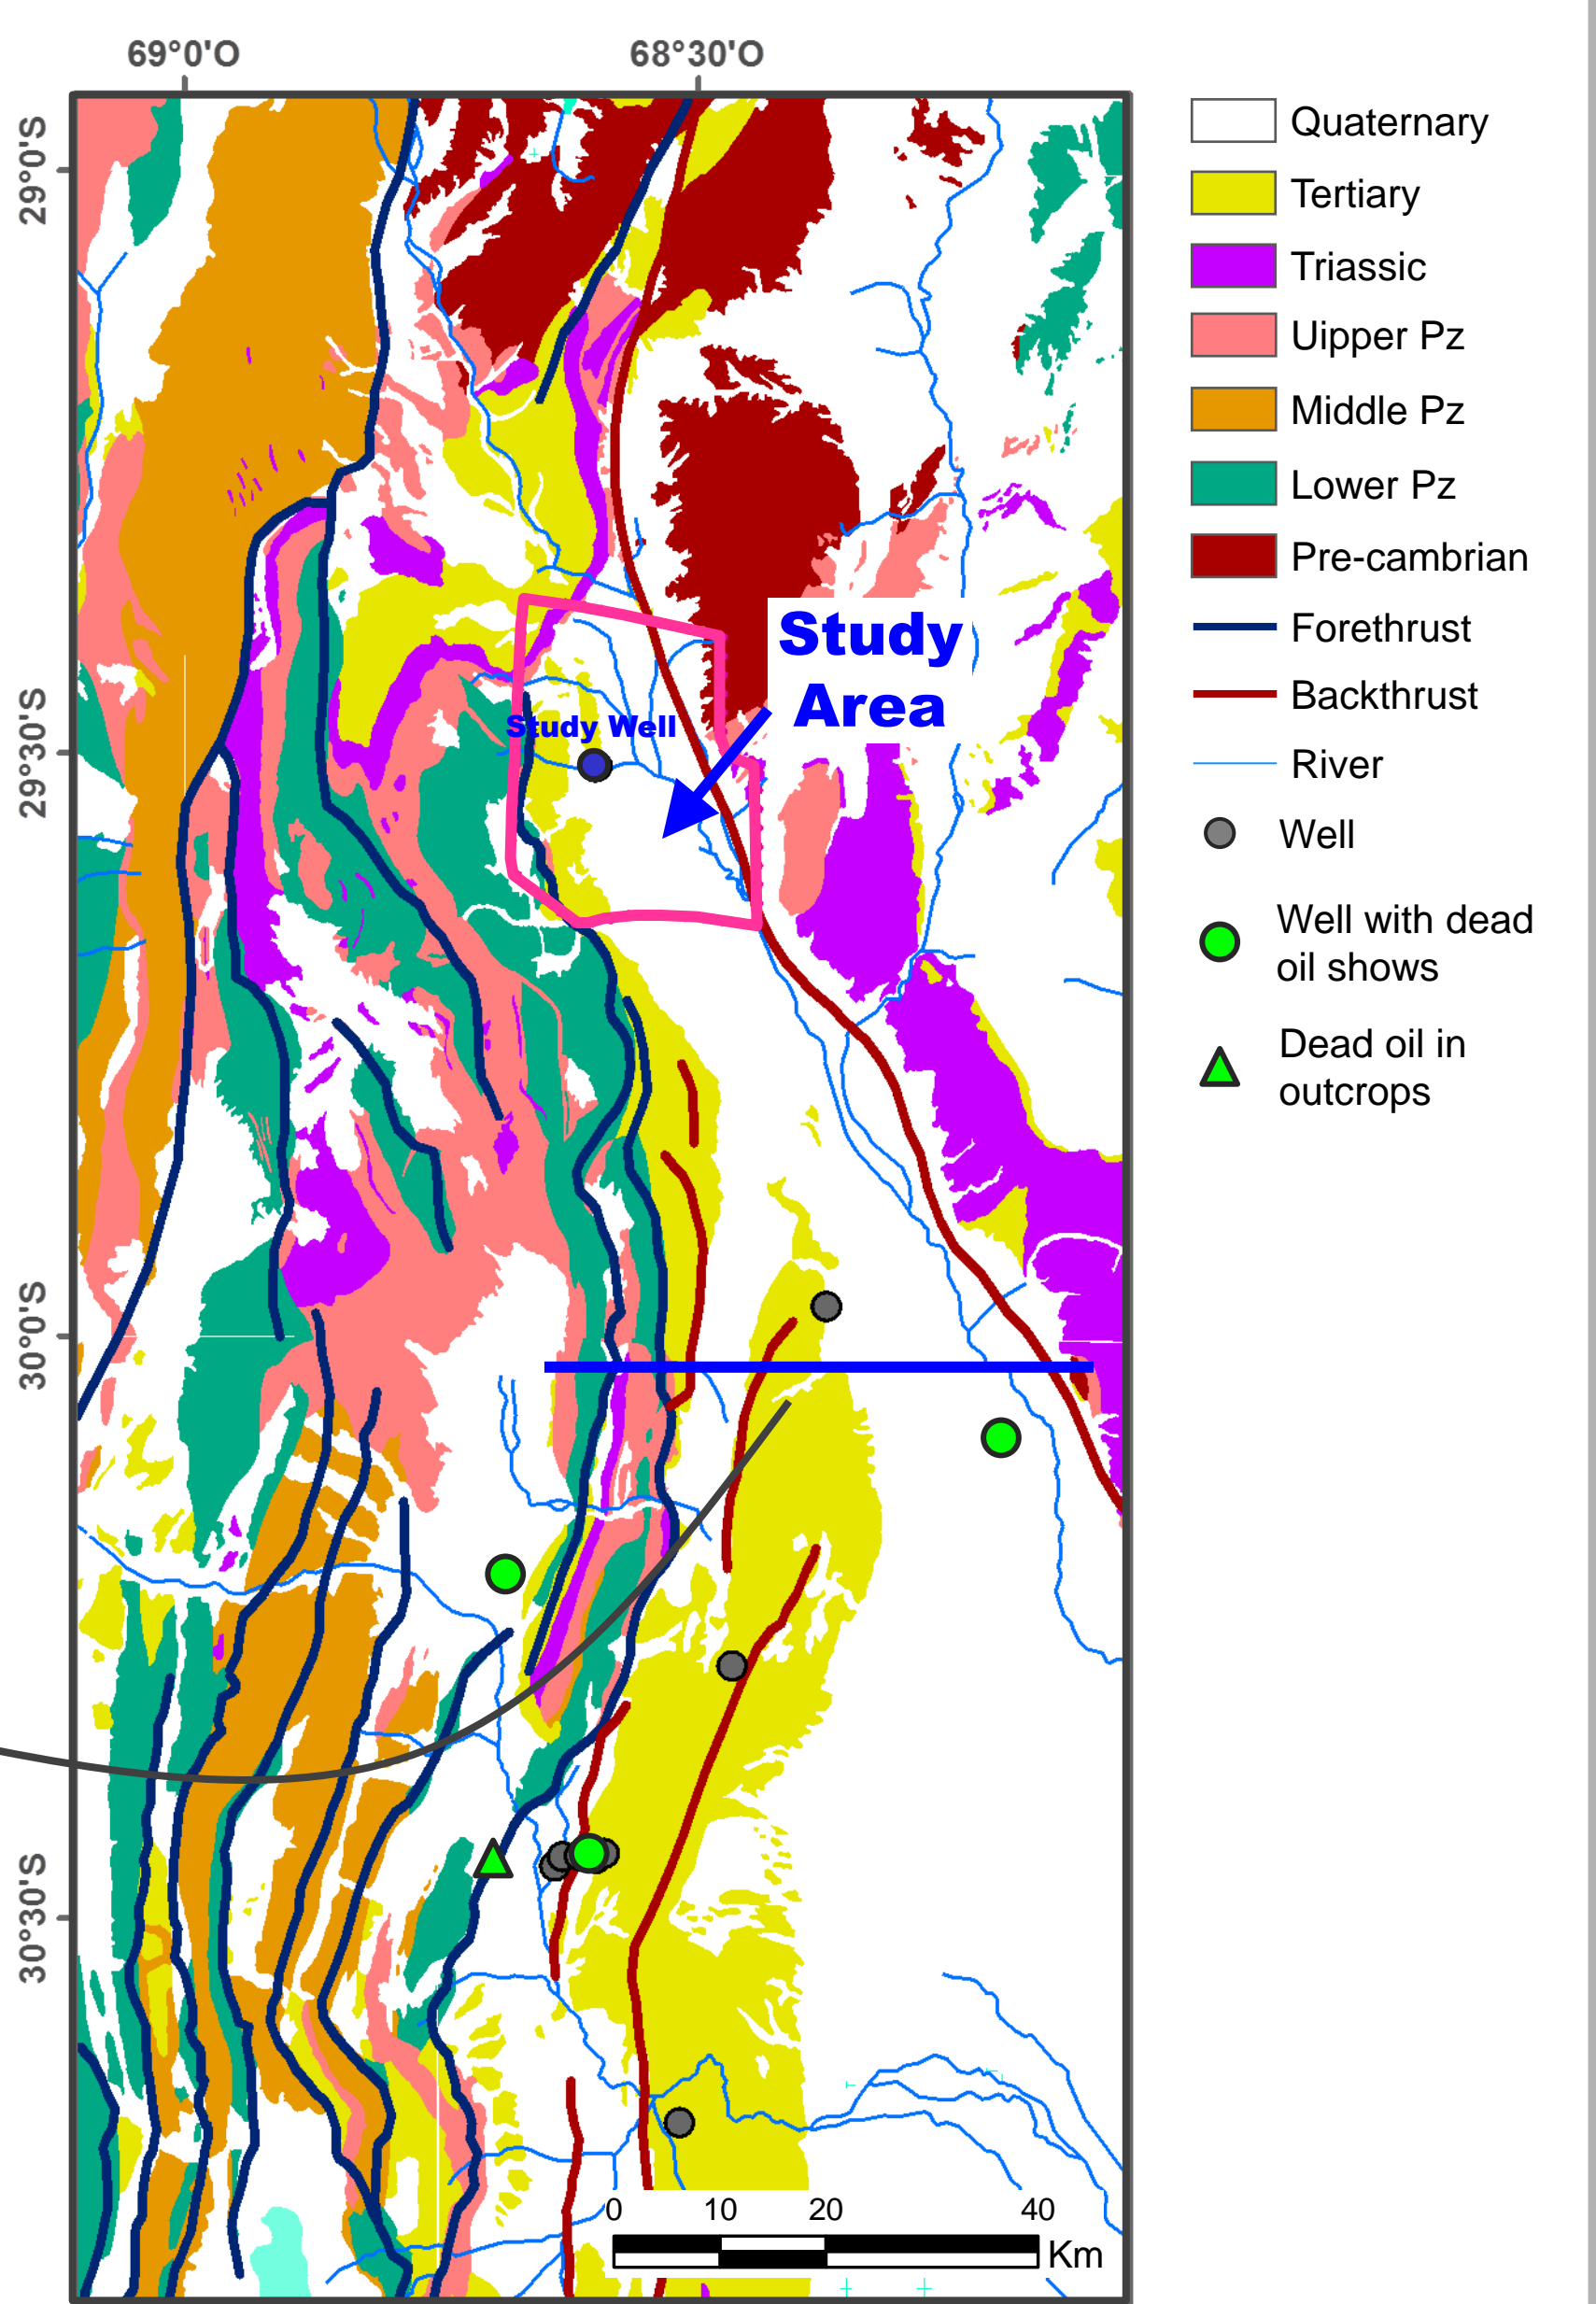 69°0'O
68°30'O
29°0'S
29°30'S
30°0'S
30°30'S
Study
Area
Study Well
0 10 20 40
Km
Quaternary
Tertiary
Triassic
Uipper Pz
Middle Pz
Lower Pz
Pre-cambrian
Forethrust
Backthrust
River
Well
Well with dead
oil shows
Dead oil in
outcrops